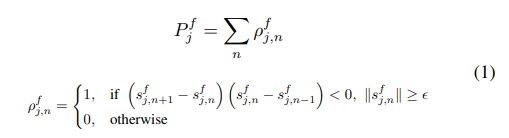 P_j^f = \sum_n \rho_{j,n}^f
(1)
\rho_{j,n}^f = \begin{cases} 1, & \text{if } \left(s_{j,n+1}^f - s_{j,n}^f\right)\left(s_{j,n}^f - s_{j,n-1}^f\right) < 0, \ \|s_{j,n}^f\| \geq \epsilon \\ 0, & \text{otherwise} \end{cases}